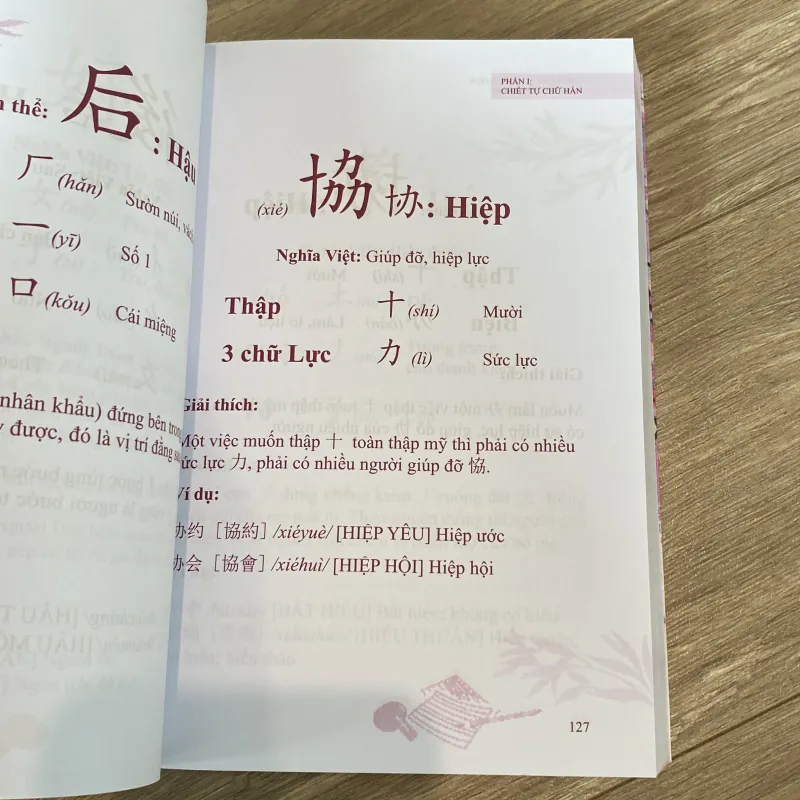 thể:
后
: Hậu
厂 (hǎn) Sườn núi,
一 (yī) Số 1
口 (kǒu) Cái miệng
nhân khẩu) đứng bên trong
được, đó là vị trí đằng
PHẦN I:
CHIẾT TỰ CHỮ HÁN
(xié) 協 协: Hiệp
Nghĩa Việt: Giúp đỡ, hiệp lực
Thập 十 (shí) Mười
3 chữ Lực 力 (lì) Sức lực
Giải thích:
Một việc muốn thập 十 toàn thập mỹ thì phải có nhiều
sức lực 力, phải có nhiều người giúp đỡ 協.
Ví dụ:
协约 [協約] /xiéyuè/ [HIỆP YÊU] Hiệp ước
协会 [協會] /xiéhuì/ [HIỆP HỘI] Hiệp hội
127